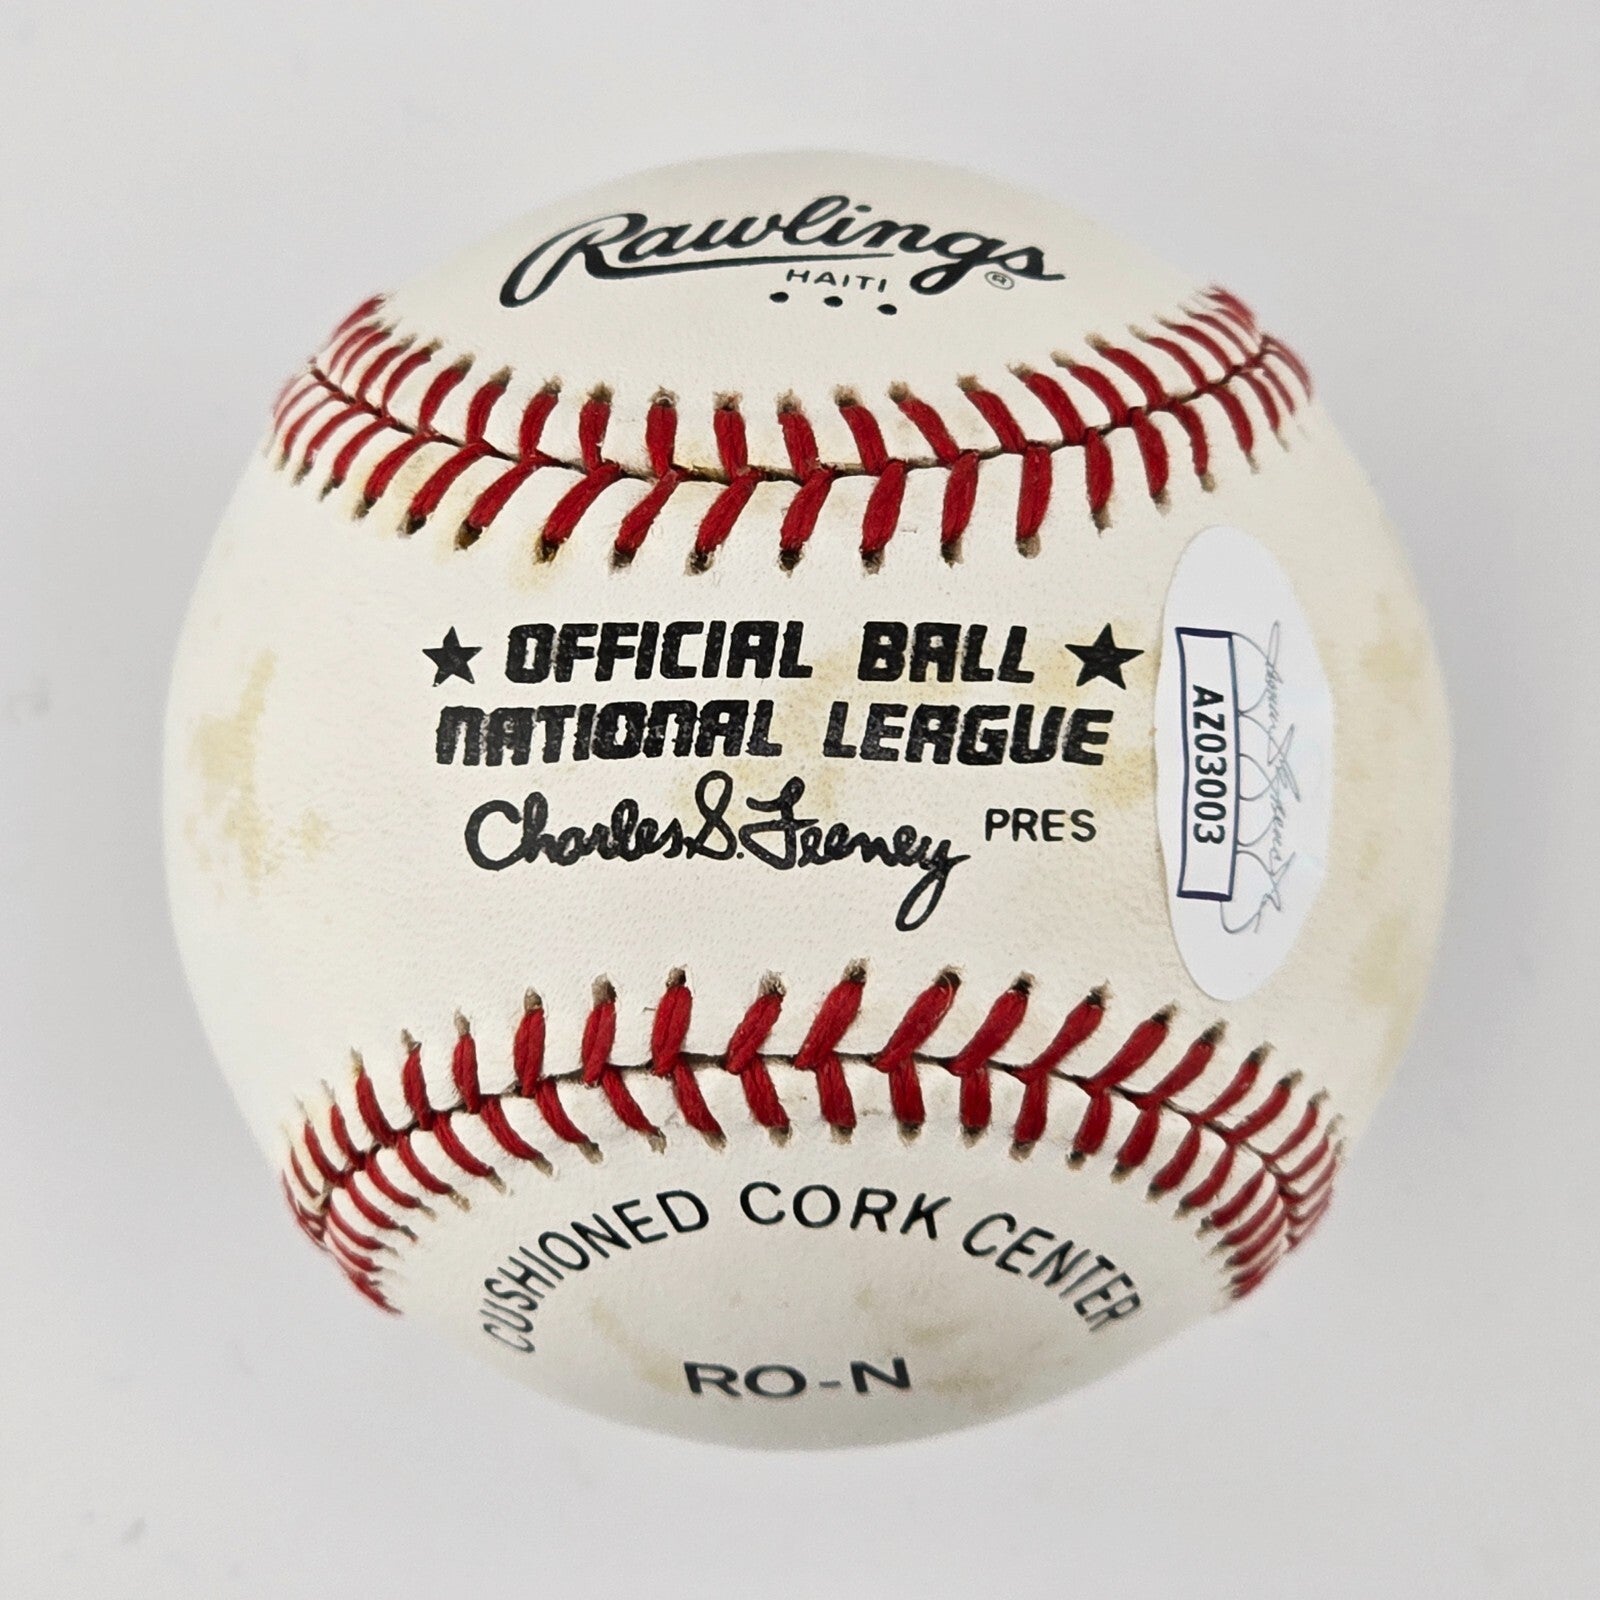 Rawlings ®
HAITI
★ OFFICIAL BALL ★
NATIONAL LEAGUE
Charles S. Feeney PRES
AZ03003
CUSHIONED CORK CENTER
RO-N